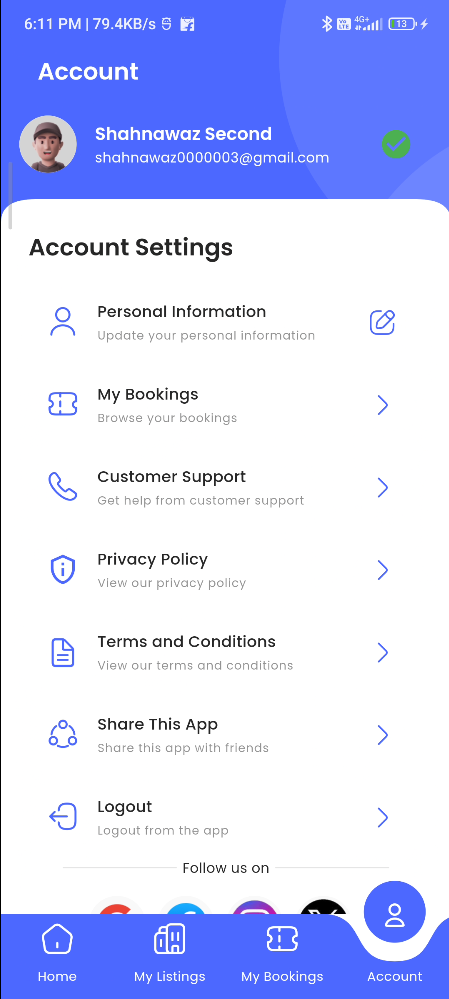 6:11 PM | 79.4KB/s
4G+
13
Account
Shahnawaz Second
shahnawaz0000003@gmail.com
Account Settings
Personal Information
Update your personal information
My Bookings
Browse your bookings
Customer Support
Get help from customer support
Privacy Policy
View our privacy policy
Terms and Conditions
View our terms and conditions
Share This App
Share this app with friends
Logout
Logout from the app
Follow us on
Home
My Listings
My Bookings
Account